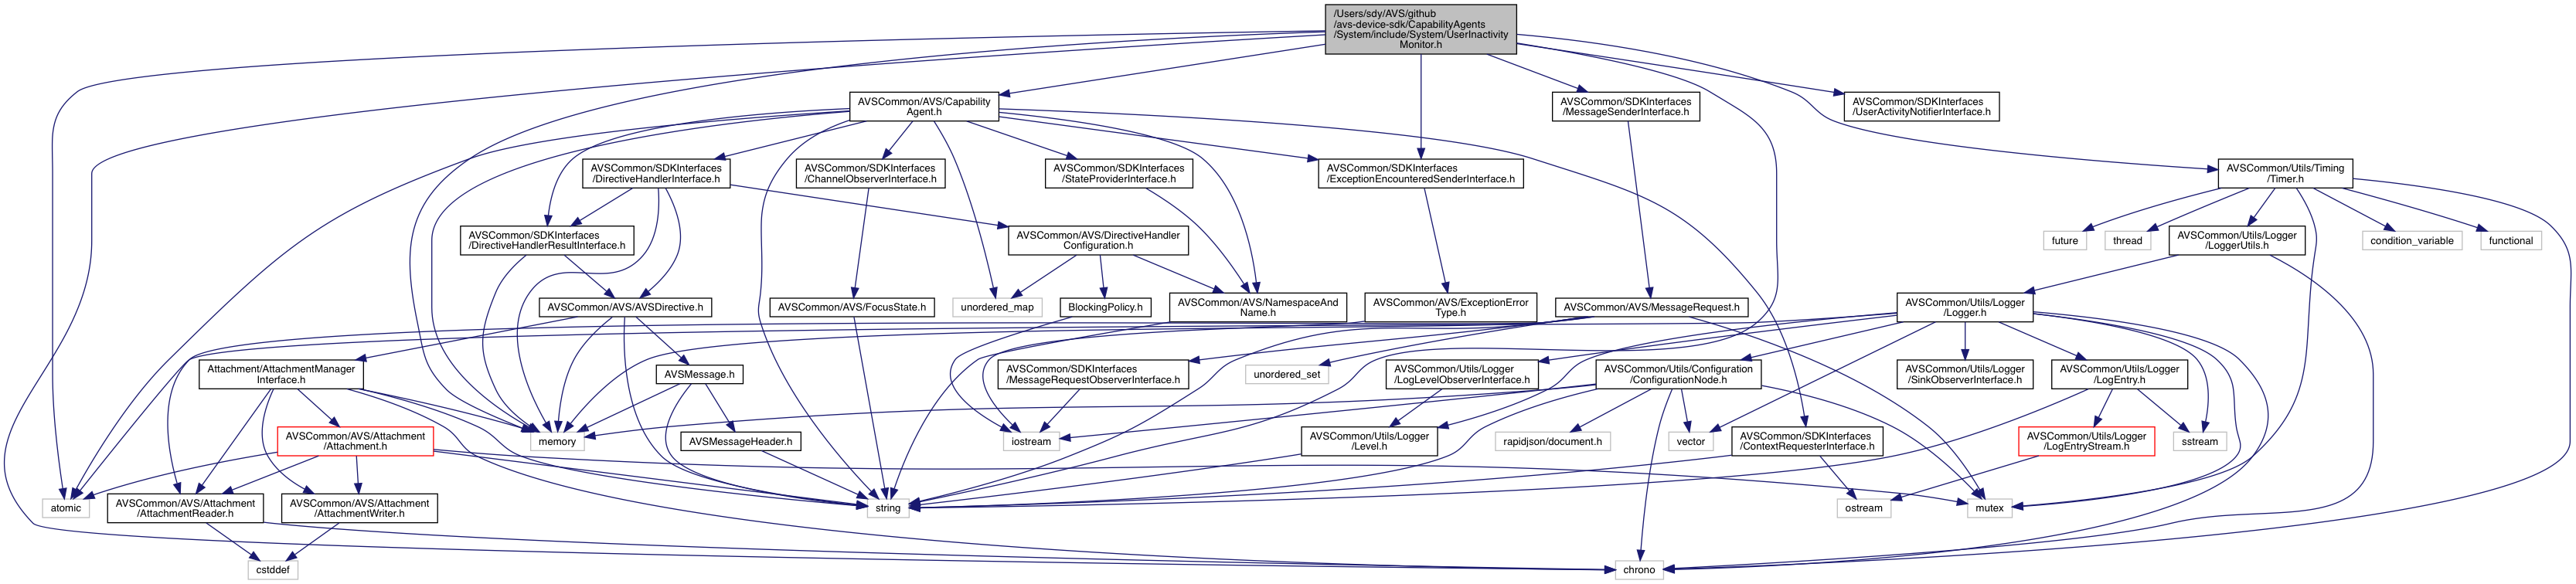 /Users/sdy/AVS/github
/avs-device-sdk/CapabilityAgents
/System/include/System/UserInactivity
Monitor.h
AVSCommon/AVS/Capability
Agent.h
AVSCommon/SDKInterfaces
/MessageSenderInterface.h
AVSCommon/SDKInterfaces
/UserActivityNotifierInterface.h
AVSCommon/SDKInterfaces
/DirectiveHandlerInterface.h
AVSCommon/SDKInterfaces
/ChannelObserverInterface.h
AVSCommon/SDKInterfaces
/StateProviderInterface.h
AVSCommon/SDKInterfaces
/ExceptionEncounteredSenderInterface.h
AVSCommon/Utils/Timing
/Timer.h
AVSCommon/SDKInterfaces
/DirectiveHandlerResultInterface.h
AVSCommon/AVS/DirectiveHandler
Configuration.h
future
thread
AVSCommon/Utils/Logger
/LoggerUtils.h
condition_variable
functional
AVSCommon/AVS/AVSDirective.h
AVSCommon/AVS/FocusState.h
unordered_map
BlockingPolicy.h
AVSCommon/AVS/NamespaceAnd
Name.h
AVSCommon/AVS/ExceptionError
Type.h
AVSCommon/AVS/MessageRequest.h
AVSCommon/Utils/Logger
/Logger.h
Attachment/AttachmentManager
Interface.h
AVSMessage.h
AVSCommon/SDKInterfaces
/MessageRequestObserverInterface.h
unordered_set
AVSCommon/Utils/Logger
/LogLevelObserverInterface.h
AVSCommon/Utils/Configuration
/ConfigurationNode.h
AVSCommon/Utils/Logger
/SinkObserverInterface.h
AVSCommon/Utils/Logger
/LogEntry.h
AVSCommon/AVS/Attachment
/Attachment.h
memory
AVSMessageHeader.h
iostream
AVSCommon/Utils/Logger
/Level.h
rapidjson/document.h
vector
AVSCommon/SDKInterfaces
/ContextRequesterInterface.h
AVSCommon/Utils/Logger
/LogEntryStream.h
sstream
atomic
AVSCommon/AVS/Attachment
/AttachmentReader.h
AVSCommon/AVS/Attachment
/AttachmentWriter.h
string
ostream
mutex
cstddef
chrono